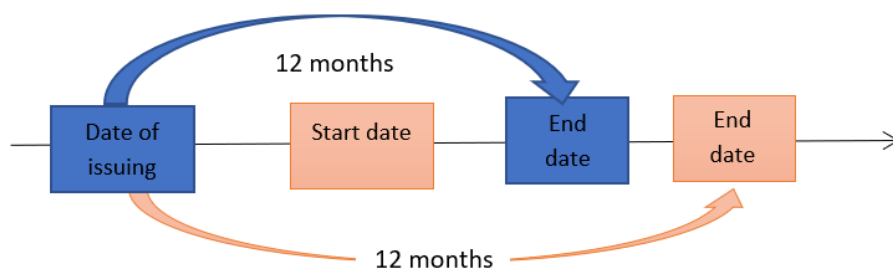 12 months
Date of
issuing
Start date
End
date
End
date
12 months